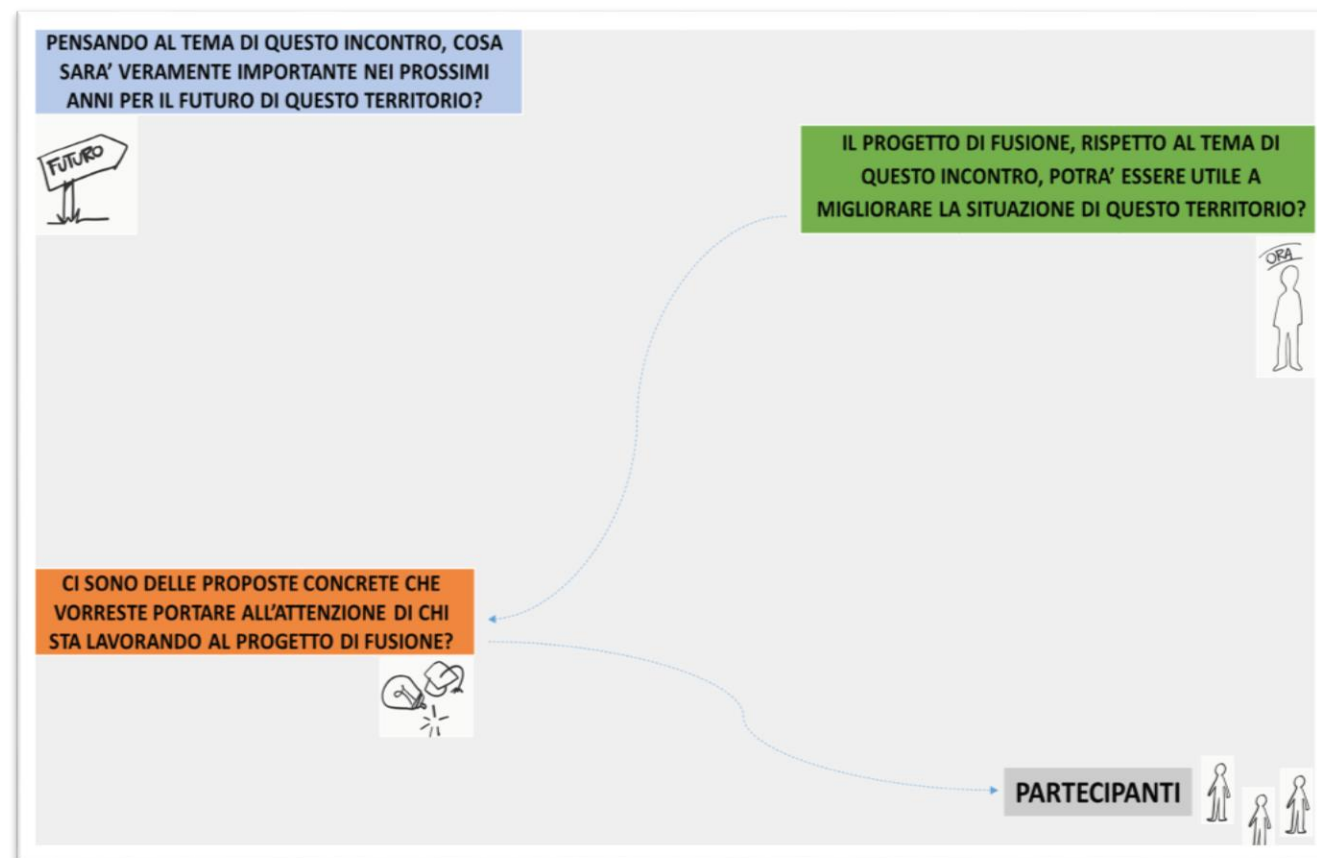 PENSANDO AL TEMA DI QUESTO INCONTRO, COSA
SARA’ VERAMENTE IMPORTANTE NEI PROSSIMI
ANNI PER IL FUTURO DI QUESTO TERRITORIO?
FUTURO
IL PROGETTO DI FUSIONE, RISPETTO AL TEMA DI
QUESTO INCONTRO, POTRA’ ESSERE UTILE A
MIGLIORARE LA SITUAZIONE DI QUESTO TERRITORIO?
ORA
CI SONO DELLE PROPOSTE CONCRETE CHE
VORRESTE PORTARE ALL’ATTENZIONE DI CHI
STA LAVORANDO AL PROGETTO DI FUSIONE?
PARTECIPANTI